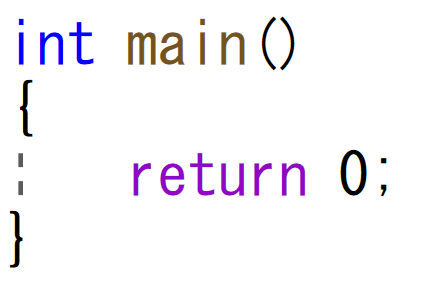 int main()
{
    return 0;
}